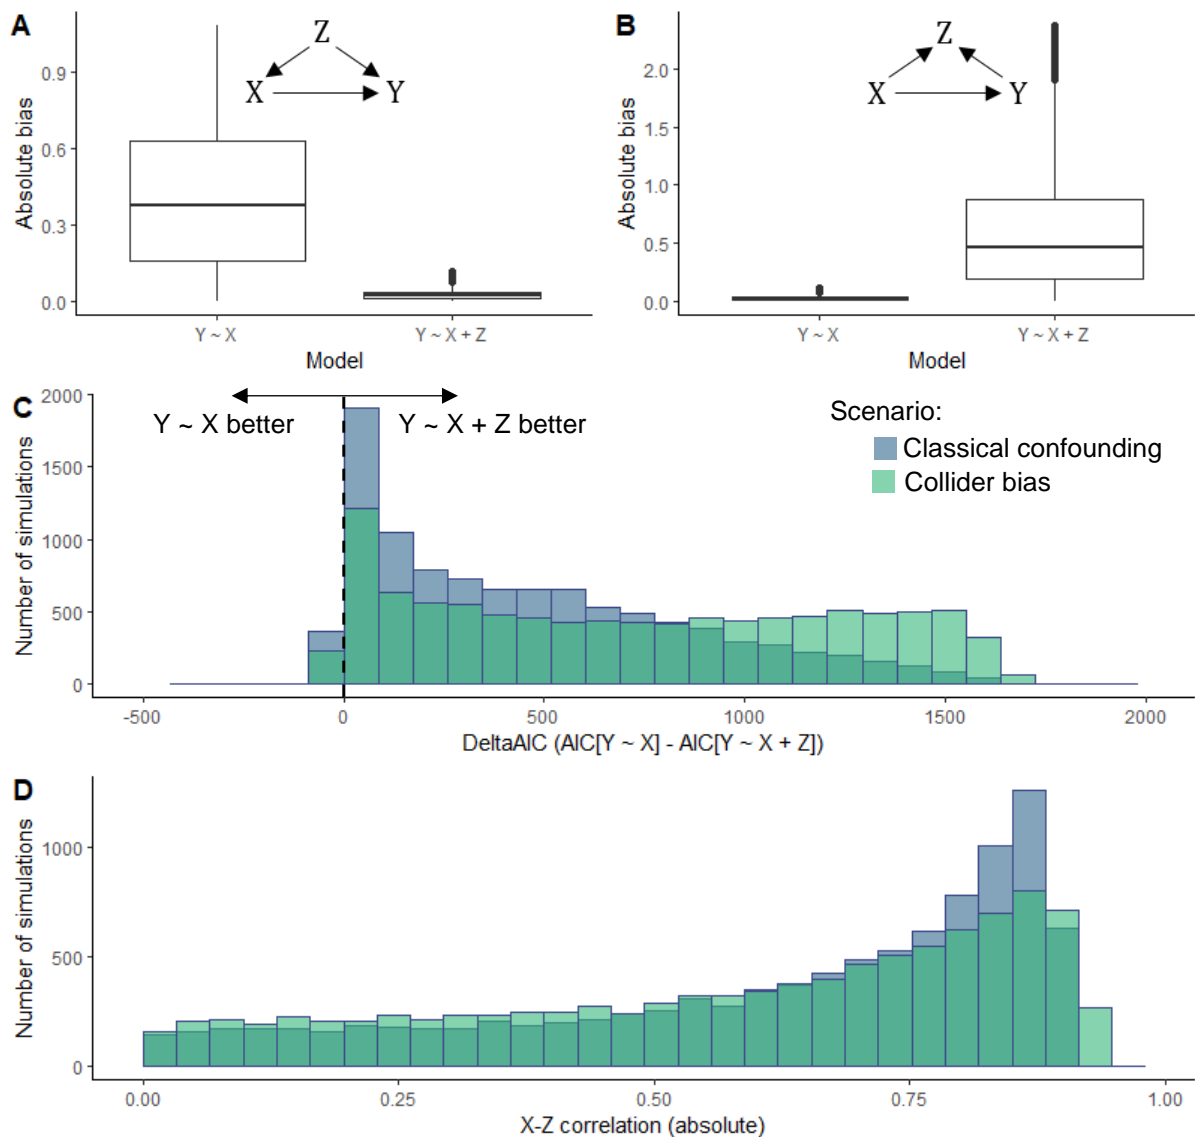 A
Z
X
Y
Absolute bias
0.9
0.6
0.3
0.0
Y ~ X
Y ~ X + Z
Model
B
Z
X
Y
Absolute bias
2.0
1.5
1.0
0.5
0.0
Y ~ X
Y ~ X + Z
Model
C
Y ~ X better
Y ~ X + Z better
Scenario:
Classical confounding
Collider bias
Number of simulations
2000
1500
1000
500
0
-500
0
500
1000
1500
2000
DeltaAIC (AIC[Y ~ X] - AIC[Y ~ X + Z])
D
Number of simulations
1000
500
0
0.00
0.25
0.50
0.75
1.00
X-Z correlation (absolute)